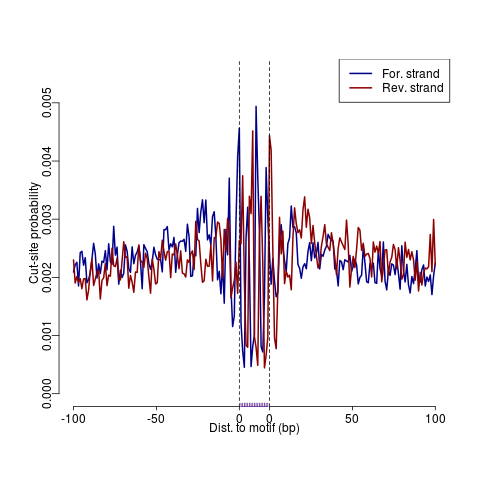 For. strand
Rev. strand
Cut-site probability
0.005
0.004
0.003
0.002
0.001
0.000
-100 -50 0 0 50 100
Dist. to motif (bp)